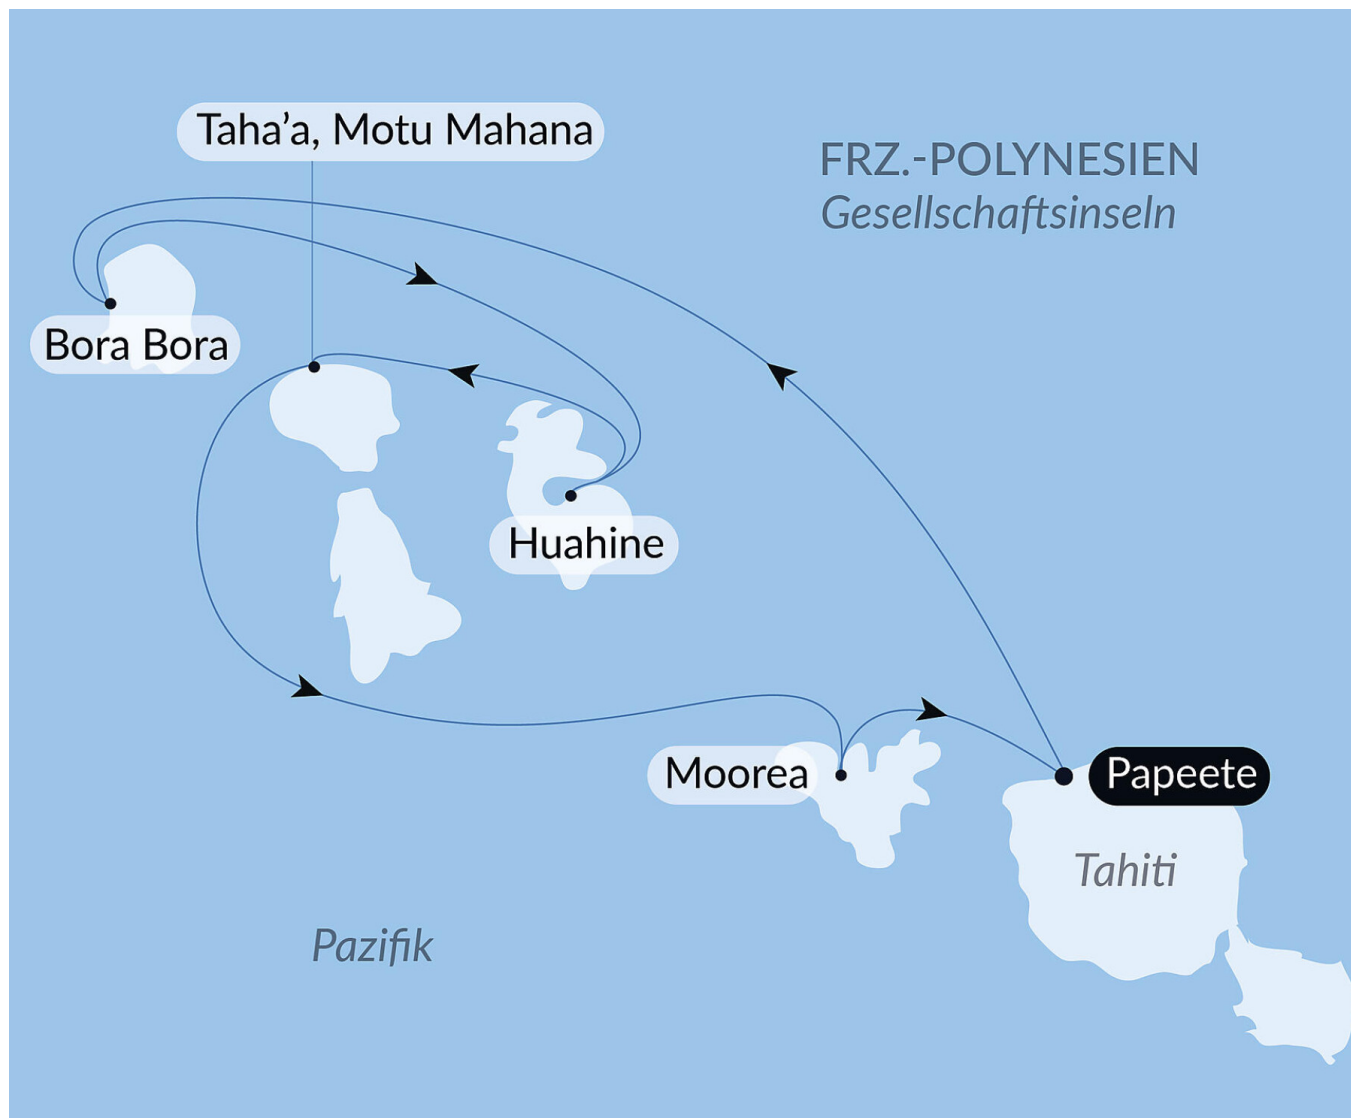 Taha’a, Motu Mahana
FRZ.-POLYNESIEN
Gesellschaftsinseln
Bora Bora
Huahine
Moorea
Papeete
Tahiti
Pazifik